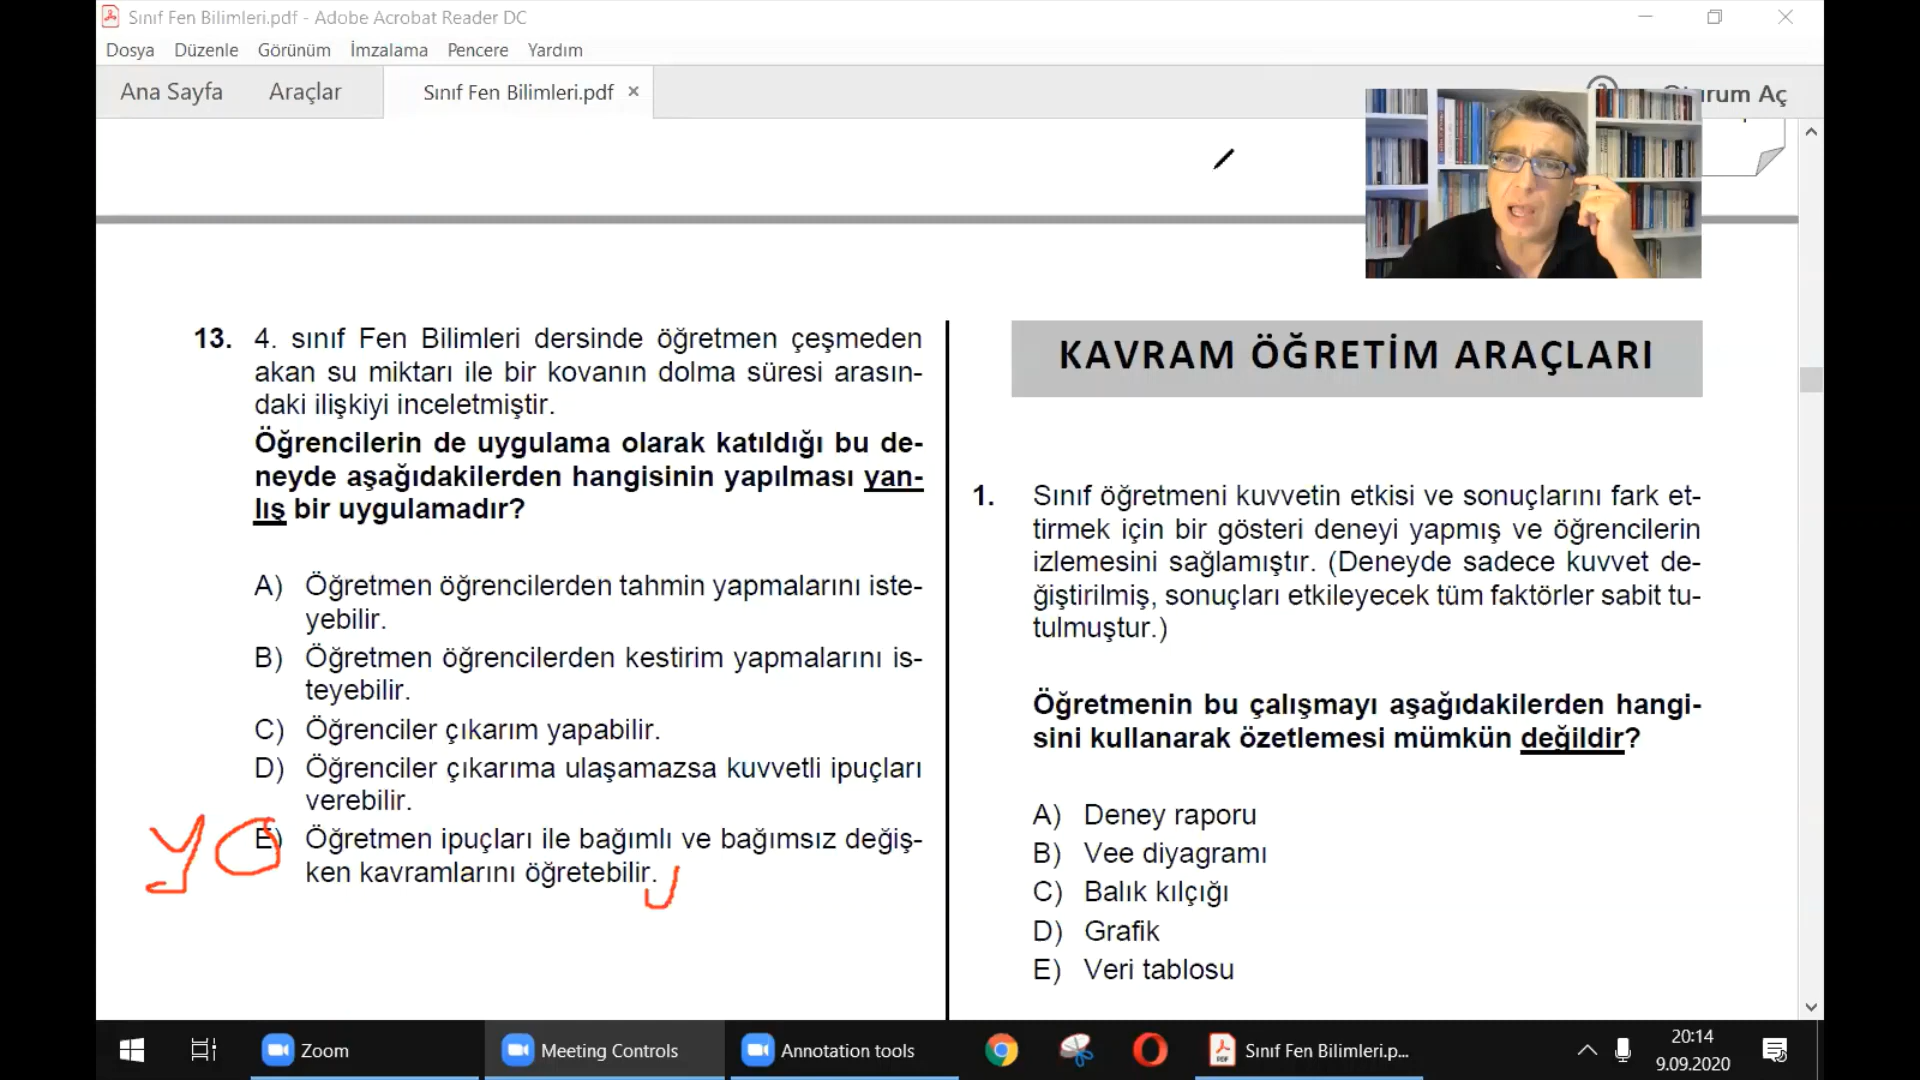 Sınıf Fen Bilimleri.pdf - Adobe Acrobat Reader DC
Dosya Düzenle Görünüm İmzalama Pencere Yardım
Ana Sayfa Araçlar Sınıf Fen Bilimleri.pdf ×
Oturum Aç
13. 4. sınıf Fen Bilimleri dersinde öğretmen çeşmeden
akan su miktarı ile bir kovanın dolma süresi arasın-
daki ilişkiyi inceletmiştir.
Öğrencilerin de uygulama olarak katıldığı bu de-
neyde aşağıdakilerden hangisinin yapılması yan-
lış bir uygulamadır?
A) Öğretmen öğrencilerden tahmin yapmalarını iste-
yebilir.
B) Öğretmen öğrencilerden kestirim yapmalarını is-
teyebilir.
C) Öğrenciler çıkarım yapabilir.
D) Öğrenciler çıkarıma ulaşamazsa kuvvetli ipuçları
verebilir.
E) Öğretmen ipuçları ile bağımlı ve bağımsız değiş-
ken kavramlarını öğretebilir.
KAVRAM ÖĞRETİM ARAÇLARI
1. Sınıf öğretmeni kuvvetin etkisi ve sonuçlarını fark et-
tirmek için bir gösteri deneyi yapmış ve öğrencilerin
izlemesini sağlamıştır. (Deneyde sadece kuvvet de-
ğiştirilmiş, sonuçları etkileyecek tüm faktörler sabit tu-
tulmuştur.)
Öğretmenin bu çalışmayı aşağıdakilerden hangi-
sini kullanarak özetlemesi mümkün değildir?
A) Deney raporu
B) Vee diyagramı
C) Balık kılçığı
D) Grafik
E) Veri tablosu
Zoom Meeting Controls Annotation tools Sınıf Fen Bilimleri.p...
20:14
9.09.2020